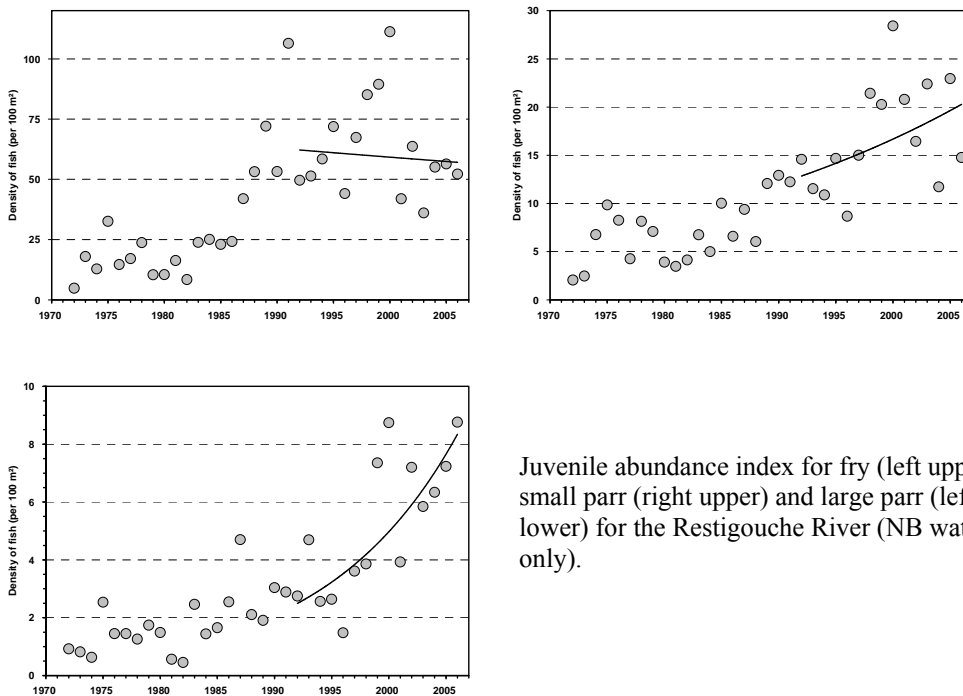 Density of fish (per 100 m²)
100
75
50
25
0
1970 1975 1980 1985 1990 1995 2000 2005
Density of fish (per 100 m²)
30
25
20
15
10
5
0
1970 1975 1980 1985 1990 1995 2000 2005
Density of fish (per 100 m²)
10
8
6
4
2
0
1970 1975 1980 1985 1990 1995 2000 2005
Juvenile abundance index for fry (left
small parr (right upper) and large parr
lower) for the Restigouche River (NB
only).